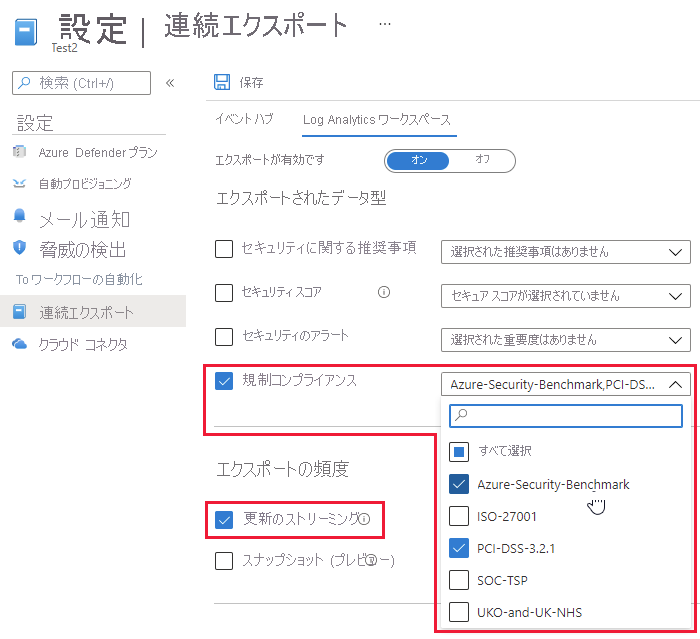 設定 | 連続エクスポート ...
Test2
検索 (Ctrl+/)
«
保存
設定
Azure Defender プラン
自動プロビジョニング
メール通知
脅威の検出
To ワークフローの自動化
連続エクスポート
クラウド コネクタ
イベント ハブ
Log Analytics ワークスペース
エクスポートが有効です
オン
オフ
エクスポートされたデータ型
セキュリティに関する推奨事項
選択された推奨事項はありません
セキュリティ スコア
セキュア スコアが選択されていません
セキュリティのアラート
選択された重要度はありません
規制コンプライアンス
Azure-Security-Benchmark,PCI-DS...
すべて選択
Azure-Security-Benchmark
ISO-27001
PCI-DSS-3.2.1
SOC-TSP
UKO-and-UK-NHS
エクスポートの頻度
更新のストリーミング
スナップショット (プレビュー)